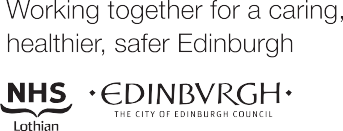 Working together for a caring,
healthier, safer Edinburgh
NHS
Lothian
·EDINBVRGH·
THE CITY OF EDINBURGH COUNCIL